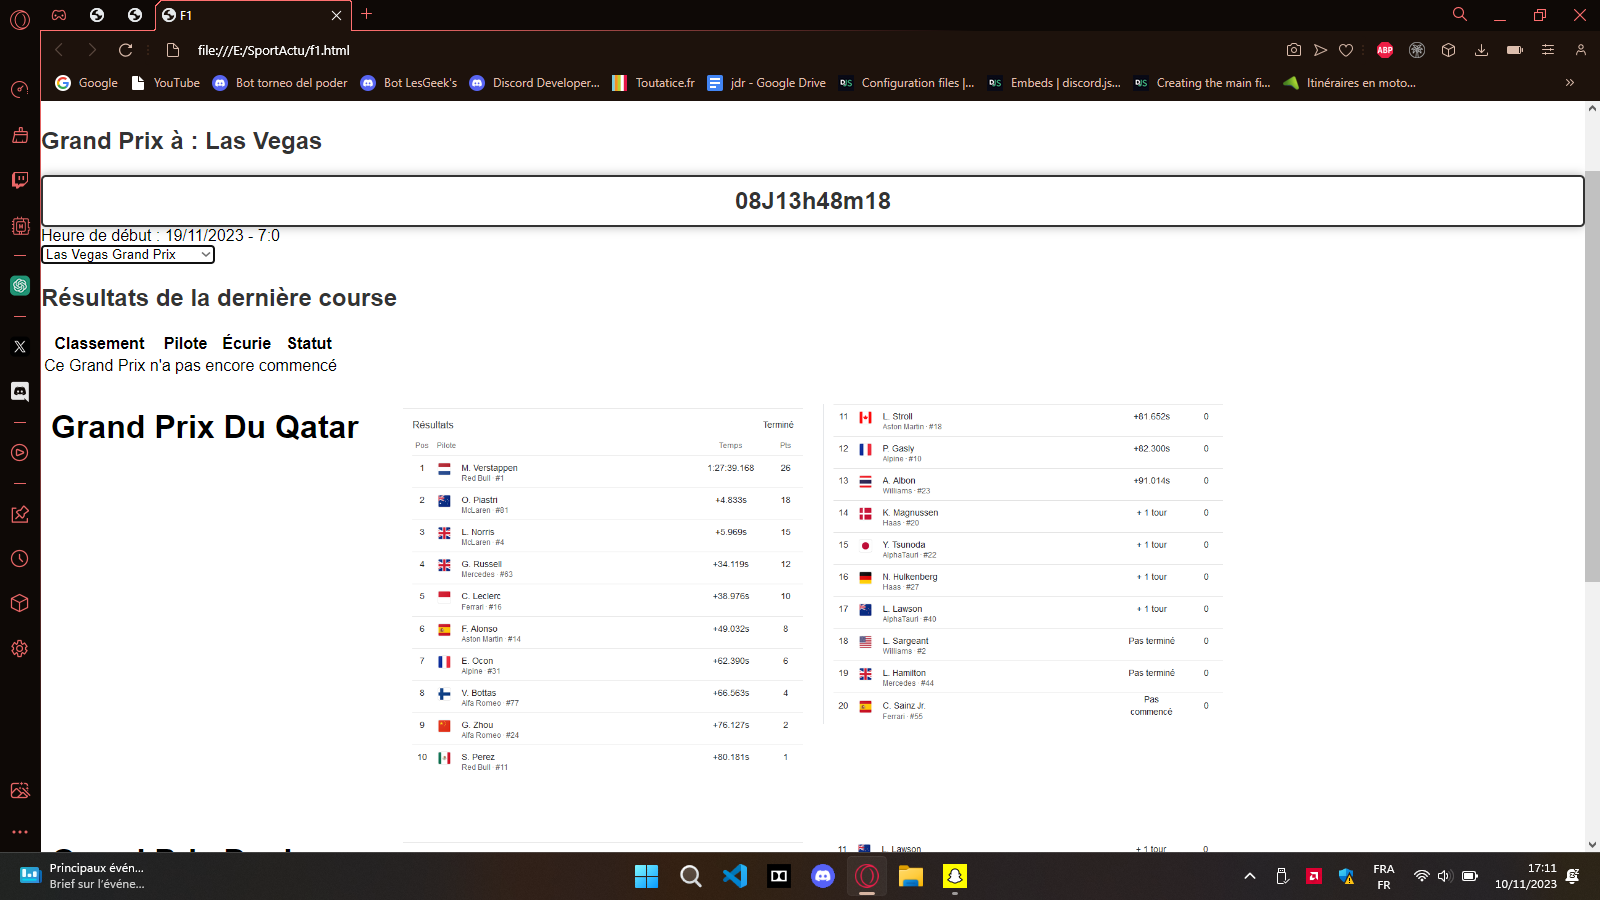 F1
file:///E:/SportActu/f1.html
ABP
Google
YouTube
Bot torneo del poder
Bot LesGeek's
Discord Developer...
Toutatice.fr
jdr - Google Drive
Configuration files |...
Embeds | discord.js...
Creating the main fi...
Itinéraires en moto...
Grand Prix à : Las Vegas
08J13h48m18
Heure de début : 19/11/2023 - 7:0
Las Vegas Grand Prix
Résultats de la dernière course
Classement Pilote Écurie Statut
Ce Grand Prix n'a pas encore commencé
Grand Prix Du Qatar
Résultats Terminé
Pos Pilote Temps Pts
1 M. Verstappen 1:27:39.168 26
Red Bull · #1
2 O. Piastri +4.833s 18
McLaren · #81
3 L. Norris +5.969s 15
McLaren · #4
4 G. Russell +34.119s 12
Mercedes · #63
5 C. Leclerc +38.976s 10
Ferrari · #16
6 F. Alonso +49.032s 8
Aston Martin · #14
7 E. Ocon +62.390s 6
Alpine · #31
8 V. Bottas +66.563s 4
Alfa Romeo · #77
9 G. Zhou +76.127s 2
Alfa Romeo · #24
10 S. Perez +80.181s 1
Red Bull · #11
11 L. Stroll +81.652s 0
Aston Martin · #18
12 P. Gasly +82.300s 0
Alpine · #10
13 A. Albon +91.014s 0
Williams · #23
14 K. Magnussen + 1 tour 0
Haas · #20
15 Y. Tsunoda + 1 tour 0
AlphaTauri · #22
16 N. Hulkenberg + 1 tour 0
Haas · #27
17 L. Lawson + 1 tour 0
AlphaTauri · #40
18 L. Sargeant Pas terminé 0
Williams · #2
19 L. Hamilton Pas terminé 0
Mercedes · #44
20 C. Sainz Jr. Pas commencé 0
Ferrari · #55
11 L. Lawson + 1 tour 0
Principaux événe...
Brief sur l'événe...
FRA
FR
17:11
10/11/2023